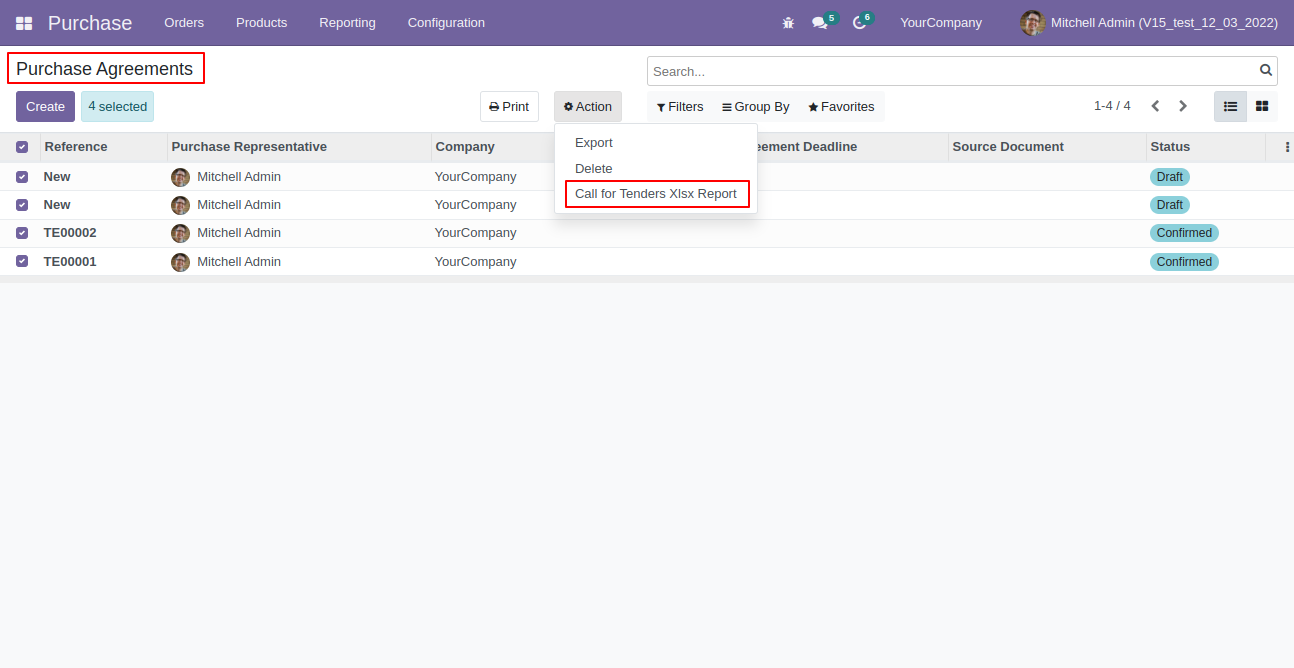 Purchase Orders Products Reporting Configuration 5 6 YourCompany Mitchell Admin (V15_test_12_03_2022)
Purchase Agreements
Search...
Create 4 selected Print Action Filters Group By Favorites 1-4 / 4
Export
Delete
Call for Tenders Xlsx Report
Reference Purchase Representative Company eement Deadline Source Document Status
New Mitchell Admin YourCompany Draft
New Mitchell Admin YourCompany Draft
TE00002 Mitchell Admin YourCompany Confirmed
TE00001 Mitchell Admin YourCompany Confirmed